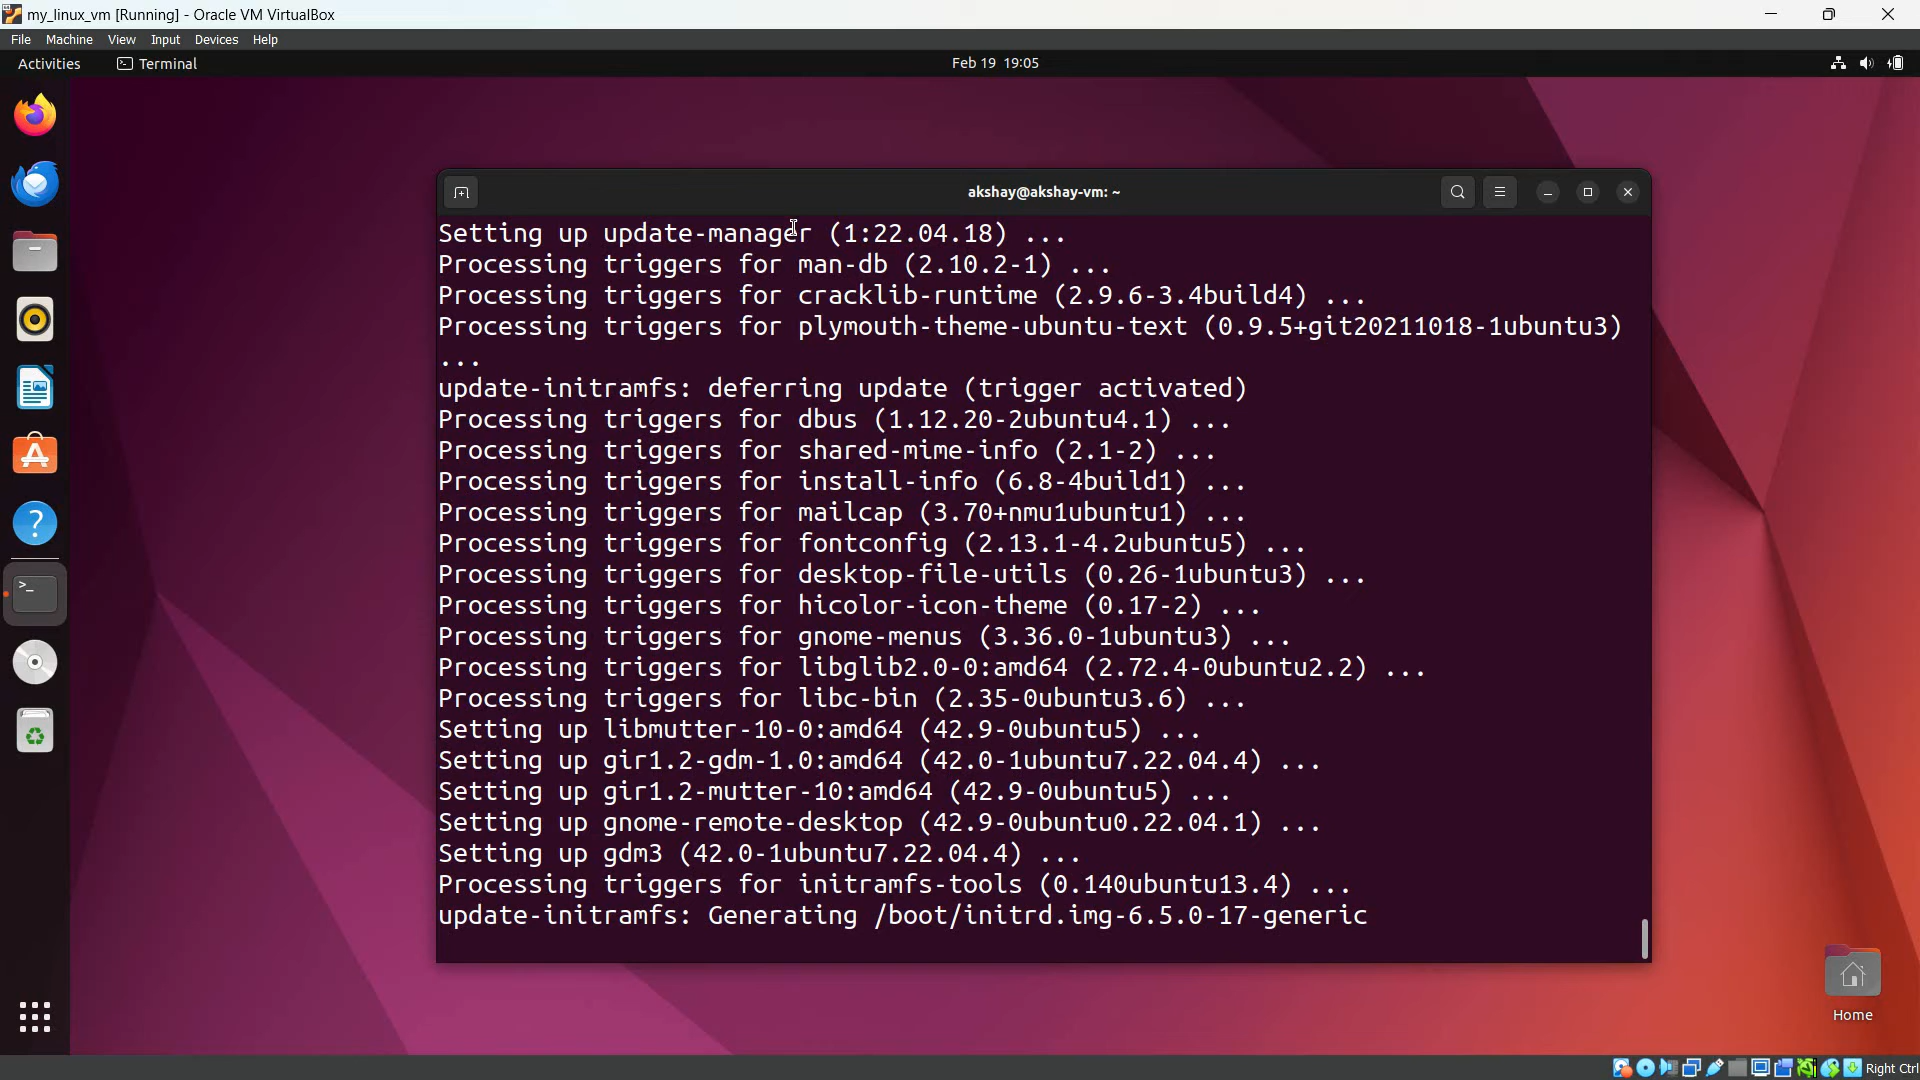 my_linux_vm [Running] - Oracle VM VirtualBox
File Machine View Input Devices Help
Activities Terminal Feb 19 19:05
akshay@akshay-vm: ~
Setting up update-manager (1:22.04.18) ...
Processing triggers for man-db (2.10.2-1) ...
Processing triggers for cracklib-runtime (2.9.6-3.4build4) ...
Processing triggers for plymouth-theme-ubuntu-text (0.9.5+git20211018-1ubuntu3)
...
update-initramfs: deferring update (trigger activated)
Processing triggers for dbus (1.12.20-2ubuntu4.1) ...
Processing triggers for shared-mime-info (2.1-2) ...
Processing triggers for install-info (6.8-4build1) ...
Processing triggers for mailcap (3.70+nmu1ubuntu1) ...
Processing triggers for fontconfig (2.13.1-4.2ubuntu5) ...
Processing triggers for desktop-file-utils (0.26-1ubuntu3) ...
Processing triggers for hicolor-icon-theme (0.17-2) ...
Processing triggers for gnome-menus (3.36.0-1ubuntu3) ...
Processing triggers for libglib2.0-0:amd64 (2.72.4-0ubuntu2.2) ...
Processing triggers for libc-bin (2.35-0ubuntu3.6) ...
Setting up libmutter-10-0:amd64 (42.9-0ubuntu5) ...
Setting up gir1.2-gdm-1.0:amd64 (42.0-1ubuntu7.22.04.4) ...
Setting up gir1.2-mutter-10:amd64 (42.9-0ubuntu5) ...
Setting up gnome-remote-desktop (42.9-0ubuntu0.22.04.1) ...
Setting up gdm3 (42.0-1ubuntu7.22.04.4) ...
Processing triggers for initramfs-tools (0.140ubuntu13.4) ...
update-initramfs: Generating /boot/initrd.img-6.5.0-17-generic
Home
Right Ctrl